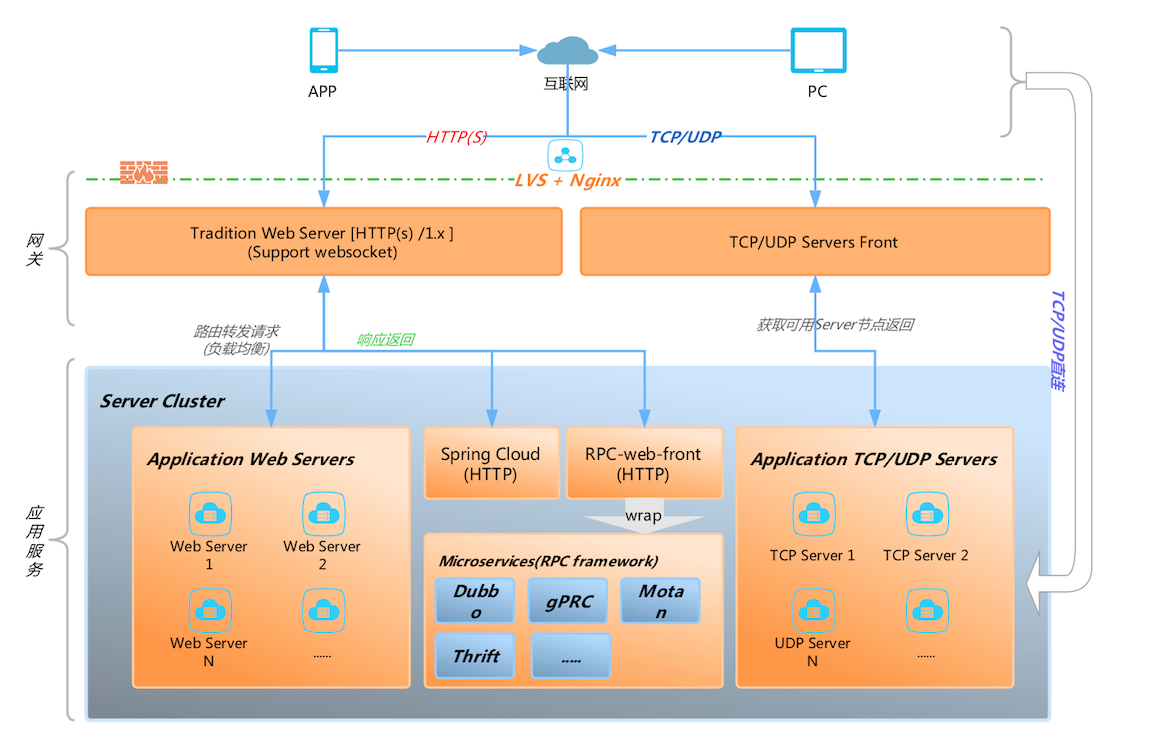 APP
互联网
PC
HTTP(S)
TCP/UDP
LVS + Nginx
网
关
Tradition Web Server [HTTP(s) /1.x ]
(Support websocket)
TCP/UDP Servers Front
路由转发请求
(负载均衡)
响应返回
获取可用Server节点返回
TCP/UDP直连
应
用
服
务
Server Cluster
Application Web Servers
Web Server
1
Web Server
2
Web Server
N
......
Spring Cloud
(HTTP)
RPC-web-front
(HTTP)
wrap
Microservices(RPC framework)
Dubb
o
gPRC
Mota
n
Thrift
.....
Application TCP/UDP Servers
TCP Server 1
TCP Server 2
UDP Server
N
......